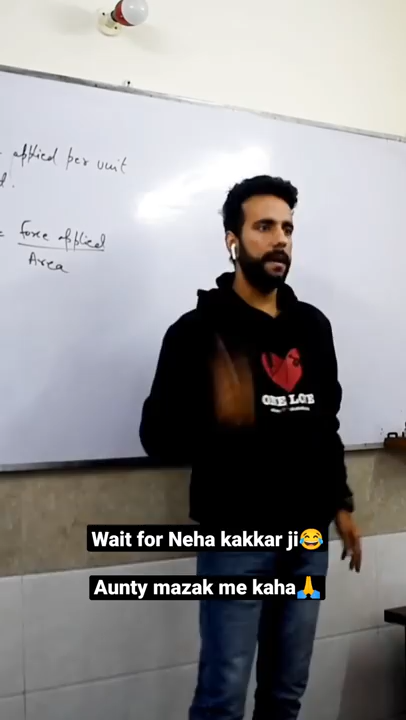 applied per unit
= Force applied
Area
ONE LOVE
Wait for Neha kakkar ji😂
Aunty mazak me kaha🙏